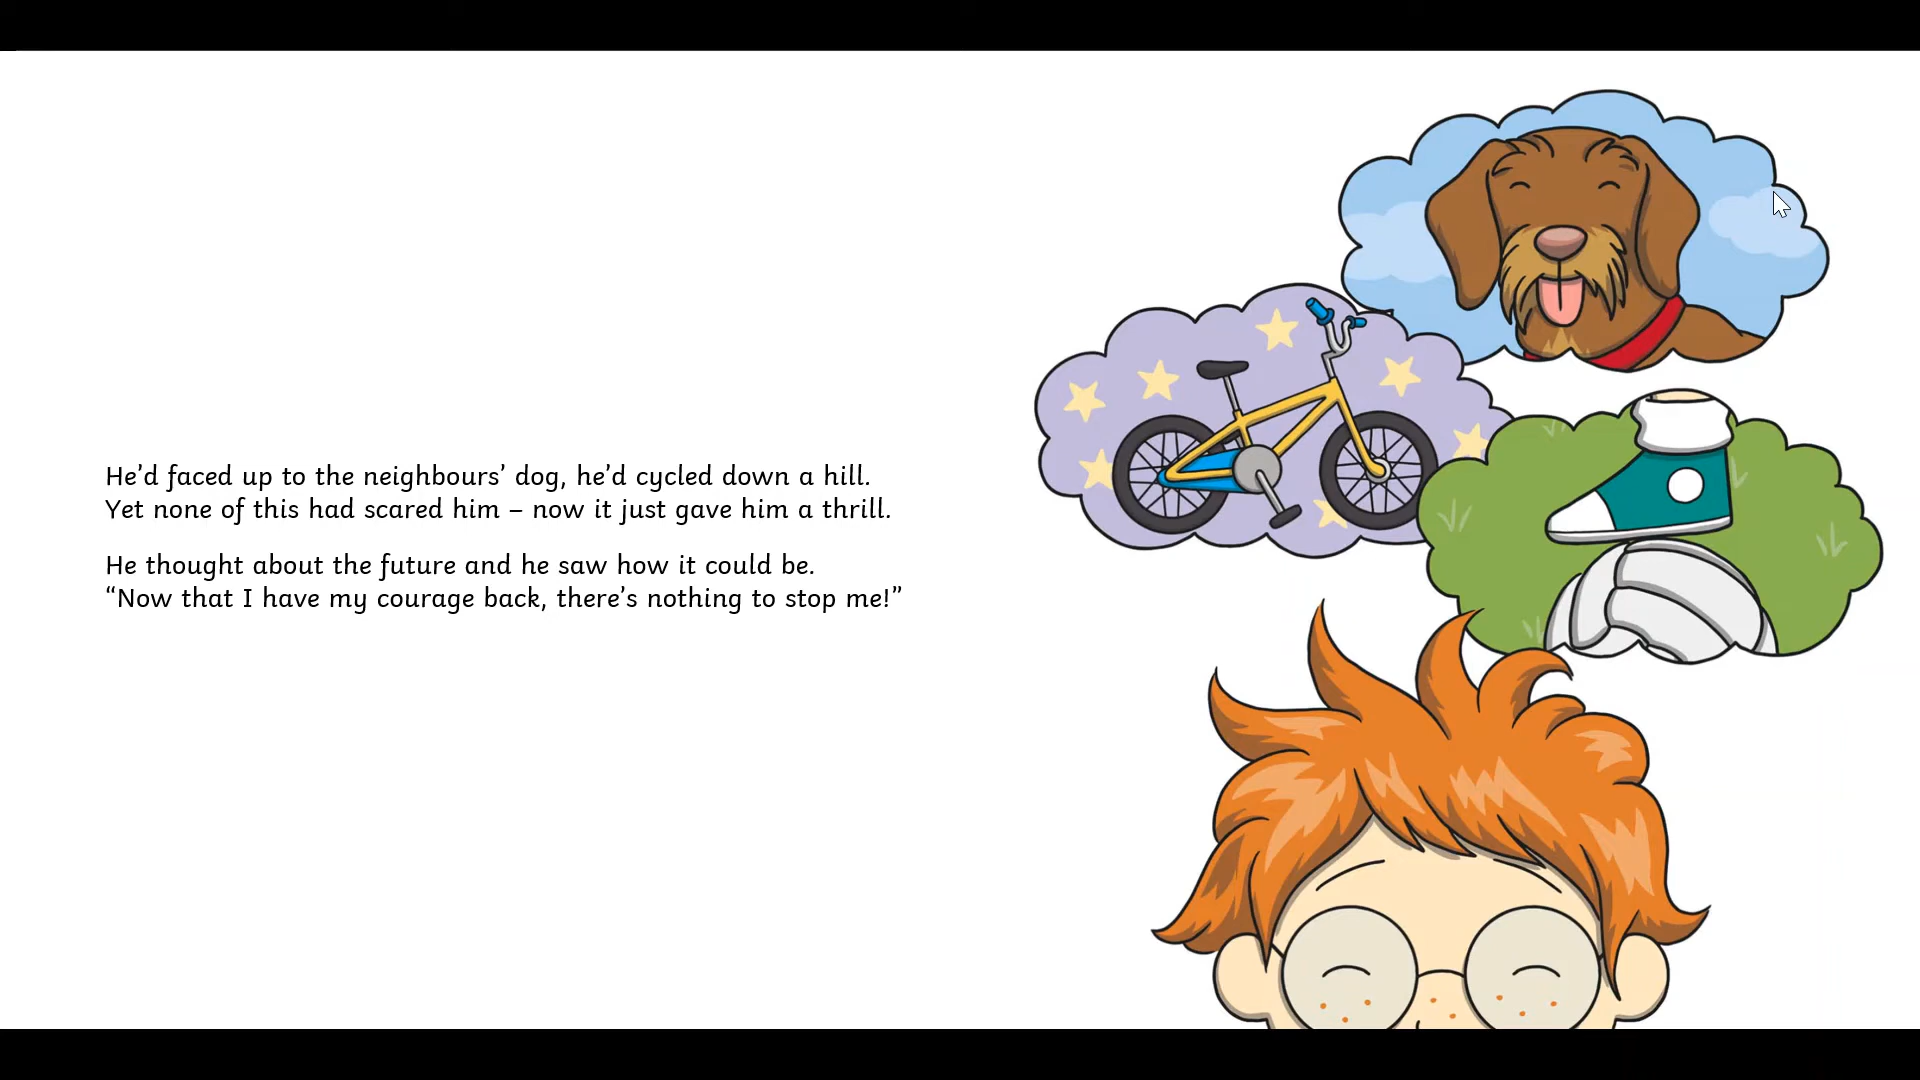 He’d faced up to the neighbours’ dog, he’d cycled down a hill.
Yet none of this had scared him – now it just gave him a thrill.
He thought about the future and he saw how it could be.
“Now that I have my courage back, there’s nothing to stop me!”